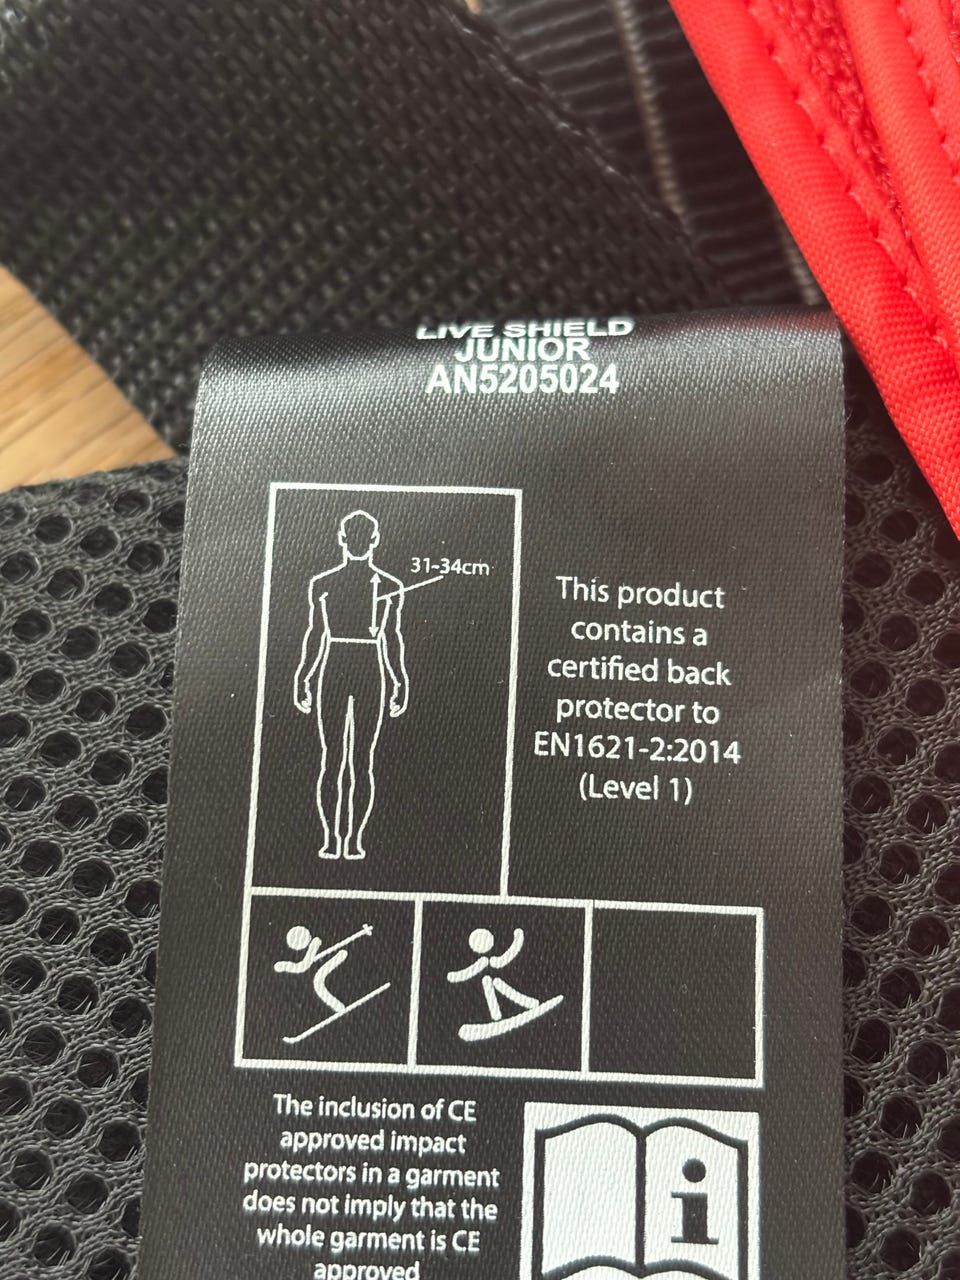 LIVE SHIELD
JUNIOR
AN5205024
31-34cm
This product
contains a
certified back
protector to
EN1621-2:2014
(Level 1)
The inclusion of CE
approved impact
protectors in a garment
does not imply that the
whole garment is CE
approved
i